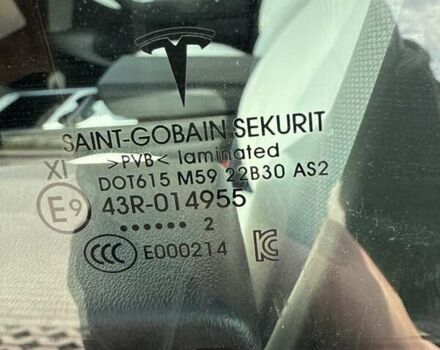 SAINT-GOBAIN SEKURIT
XI >PVB< laminated
DOT615 M59 22B30 AS2
E9 43R-014955
...... 2
CCC E000214 KC